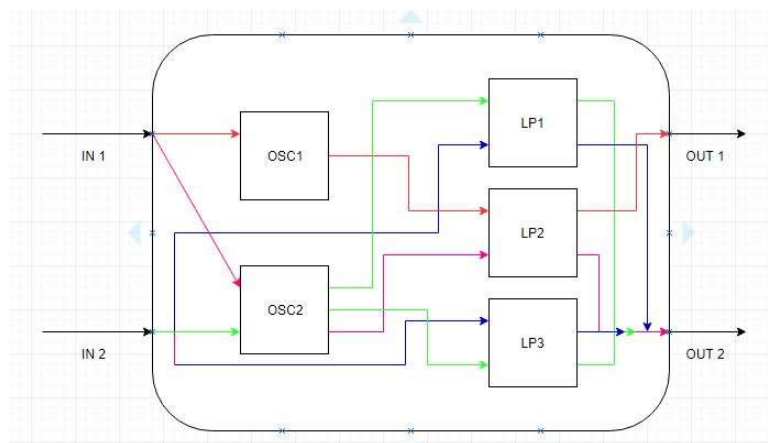 IN 1
IN 2
OSC1
OSC2
LP1
LP2
LP3
OUT 1
OUT 2